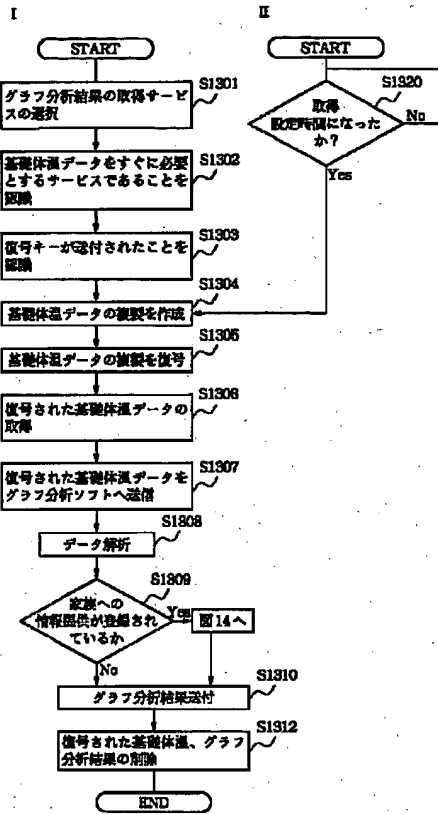 I
START
S1301
グラフ分析結果の取得サー
ビスの選択
S1302
基礎体温データをすぐに必要
とするサービスであることを
認識
S1303
復号キーが送付されたことを
認識
S1304
基礎体温データの複製を作成
S1305
基礎体温データの複製を復号
S1306
復号された基礎体温データの
取得
S1307
復号された基礎体温データを
グラフ分析ソフトへ送信
S1308
データ解析
S1309
家族への
情報提供が登録され
ているか
Yes
図14へ
No
S1310
グラフ分析結果送付
S1312
復号された基礎体温、グラフ
分析結果の削除
END
II
START
S1320
取得
設定時間になった
か?
No
Yes